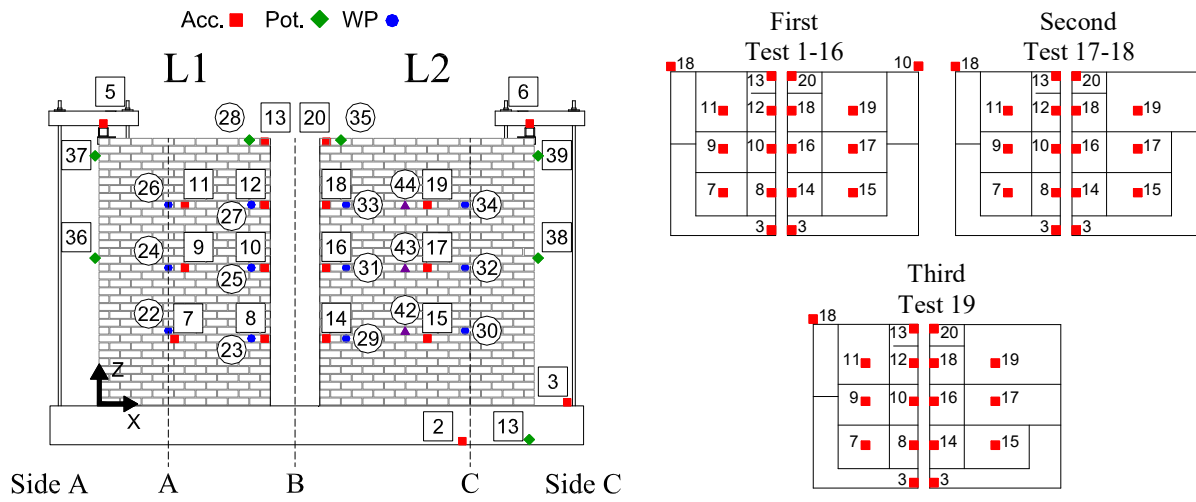 Acc. Pot. WP
L1 L2
5 6
28 13 20 35
37 39
26 11 12 18 44 19
27 33 34
36 38
24 9 10 16 43 17
25 31 32
22 7 8 14 42 15
23 29 30
Z
X
3
2 13
Side A A B C Side C
First
Test 1-16
18 13 20 10
11 12 18 19
9 10 16 17
7 8 14 15
3 3
Second
Test 17-18
18 13 20
11 12 18 19
9 10 16 17
7 8 14 15
3 3
Third
Test 19
18 13 20
11 12 18 19
9 10 16 17
7 8 14 15
3 3